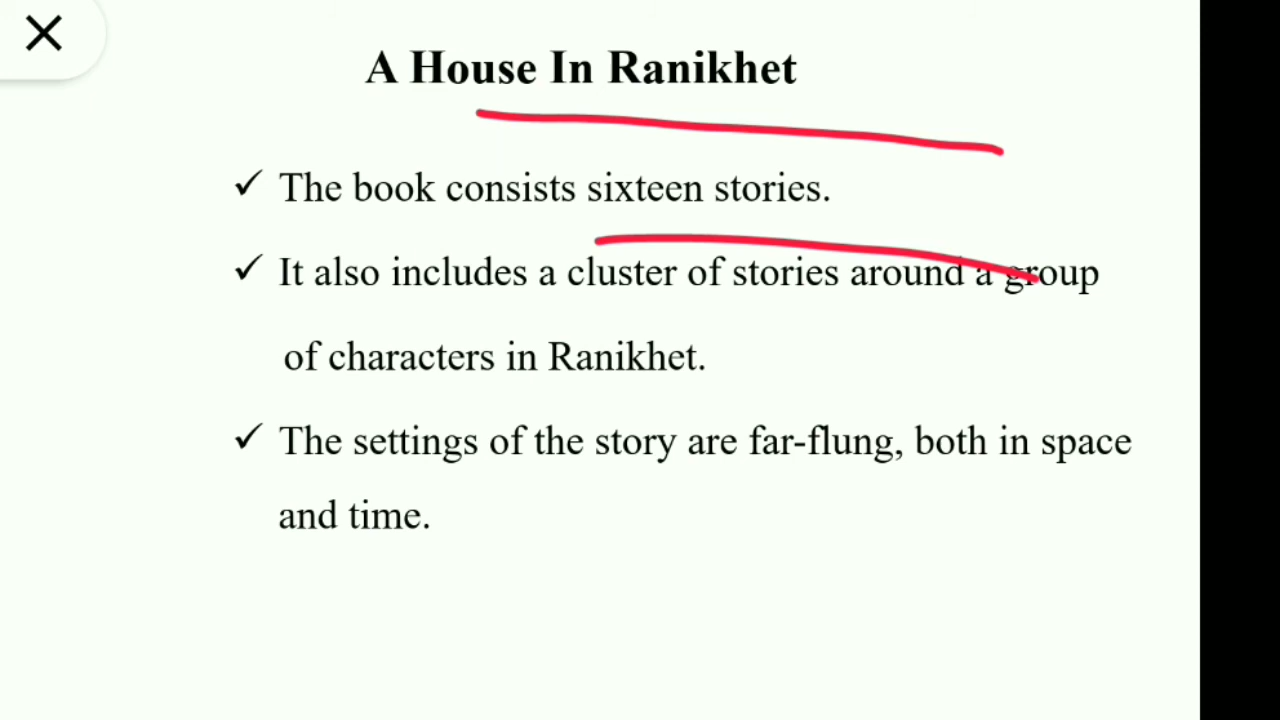 A House In Ranikhet
✓ The book consists sixteen stories.
✓ It also includes a cluster of stories around a group
of characters in Ranikhet.
✓ The settings of the story are far-flung, both in space
and time.